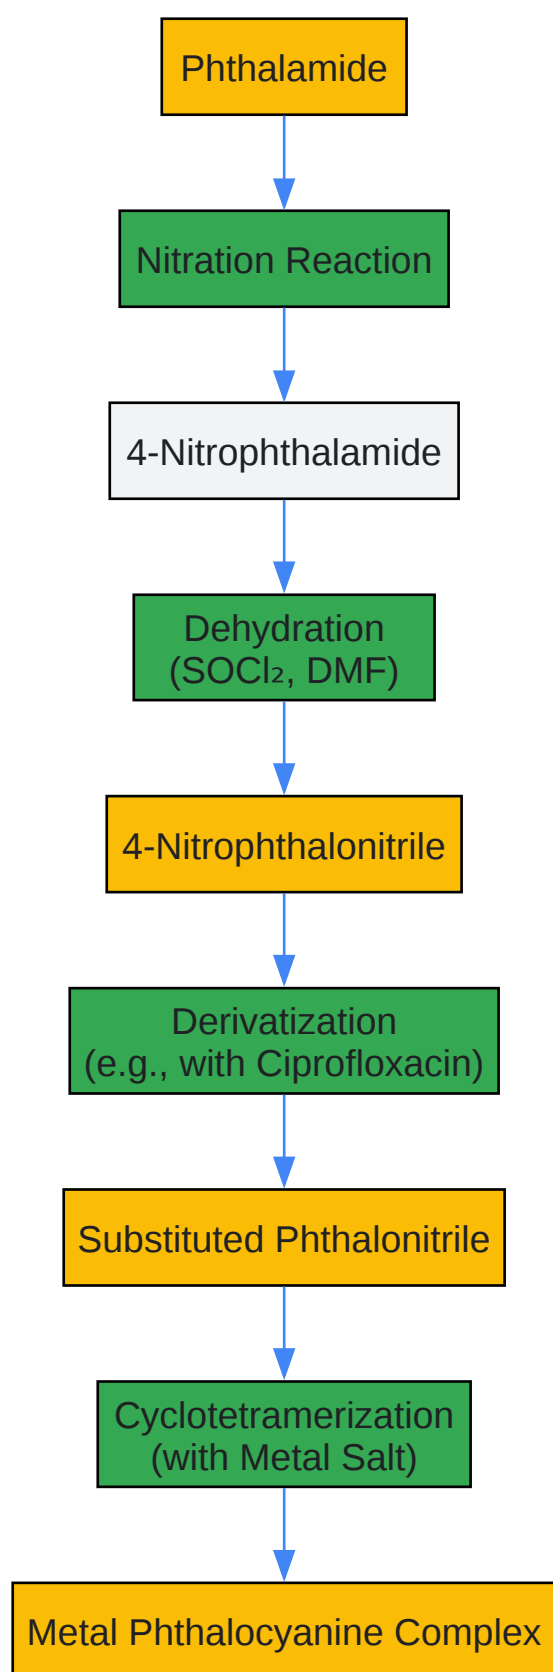 Phthalamide
Nitration Reaction
4-Nitrophthalamide
Dehydration
(SOCl₂, DMF)
4-Nitrophthalonitrile
Derivatization
(e.g., with Ciprofloxacin)
Substituted Phthalonitrile
Cyclotetramerization
(with Metal Salt)
Metal Phthalocyanine Complex